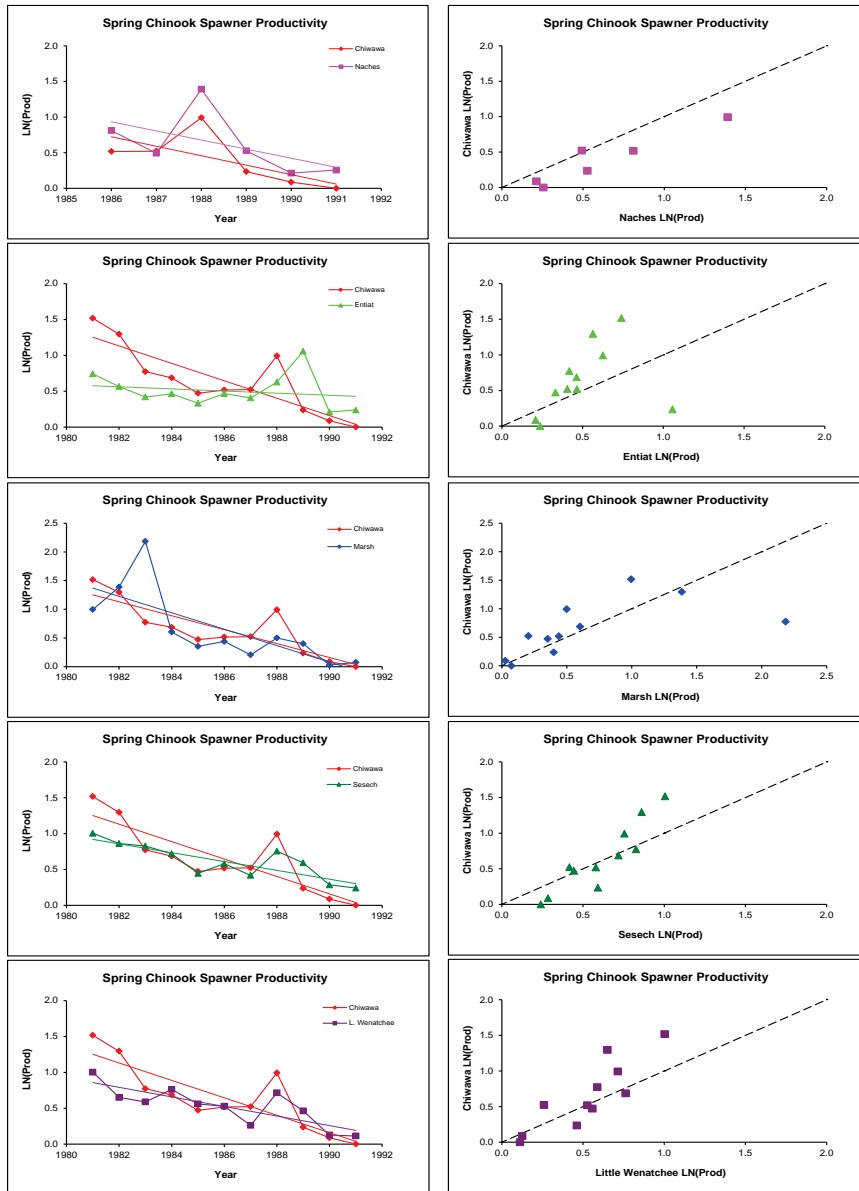 Spring Chinook Spawner Productivity
2.0
1.5
1.0
0.5
0.0
LN(Prod)
Chiwawa
Naches
1985 1986 1987 1988 1989 1990 1991 1992
Year
Spring Chinook Spawner Productivity
2.0
1.5
1.0
0.5
0.0
Chiwawa LN(Prod)
0.0 0.5 1.0 1.5 2.0
Naches LN(Prod)
Spring Chinook Spawner Productivity
2.0
1.5
1.0
0.5
0.0
LN(Prod)
Chiwawa
Entiat
1980 1982 1984 1986 1988 1990 1992
Year
Spring Chinook Spawner Productivity
2.0
1.5
1.0
0.5
0.0
Chiwawa LN(Prod)
0.0 0.5 1.0 1.5 2.0
Entiat LN(Prod)
Spring Chinook Spawner Productivity
2.5
2.0
1.5
1.0
0.5
0.0
LN(Prod)
Chiwawa
Marsh
1980 1982 1984 1986 1988 1990 1992
Year
Spring Chinook Spawner Productivity
2.5
2.0
1.5
1.0
0.5
0.0
Chiwawa LN(Prod)
0.0 0.5 1.0 1.5 2.0 2.5
Marsh LN(Prod)
Spring Chinook Spawner Productivity
2.0
1.5
1.0
0.5
0.0
LN(Prod)
Chiwawa
Sesech
1980 1982 1984 1986 1988 1990 1992
Year
Spring Chinook Spawner Productivity
2.0
1.5
1.0
0.5
0.0
Chiwawa LN(Prod)
0.0 0.5 1.0 1.5 2.0
Sesech LN(Prod)
Spring Chinook Spawner Productivity
2.0
1.5
1.0
0.5
0.0
LN(Prod)
Chiwawa
L. Wenatchee
1980 1982 1984 1986 1988 1990 1992
Year
Spring Chinook Spawner Productivity
2.0
1.5
1.0
0.5
0.0
Chiwawa LN(Prod)
0.0 0.5 1.0 1.5 2.0
Little Wenatchee LN(Prod)